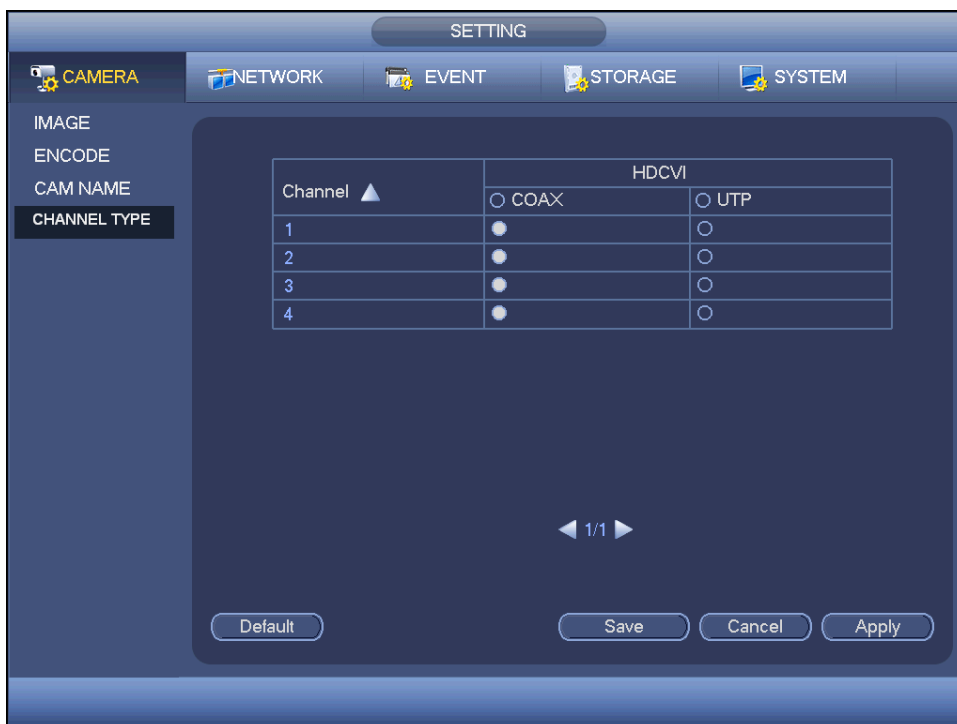 SETTING
CAMERA NETWORK EVENT STORAGE SYSTEM
IMAGE
ENCODE
CAM NAME
CHANNEL TYPE
Channel HDCVI
COAX UTP
1
2
3
4
1/1
Default Save Cancel Apply